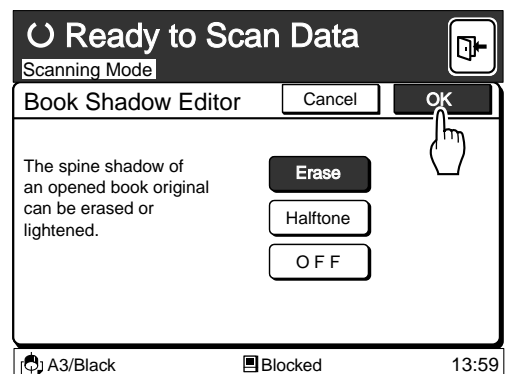 Ready to Scan Data
Scanning Mode
Book Shadow Editor
Cancel
OK
The spine shadow of
an opened book original
can be erased or
lightened.
Erase
Halftone
O F F
A3/Black
Blocked
13:59